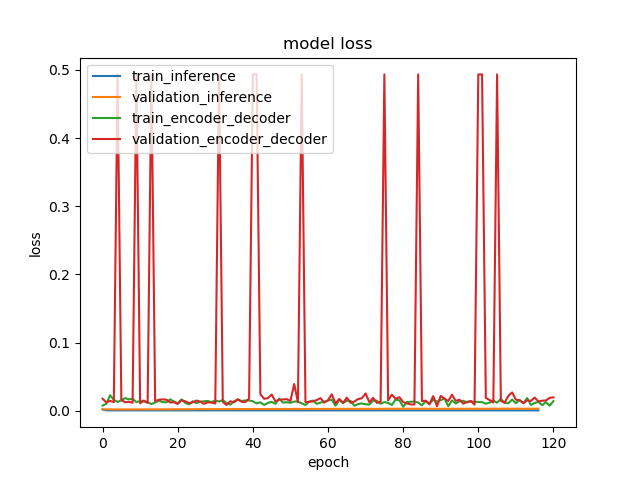 model loss
train_inference
validation_inference
train_encoder_decoder
validation_encoder_decoder
0.5
0.4
0.3
0.2
0.1
0.0
loss
0 20 40 60 80 100 120
epoch